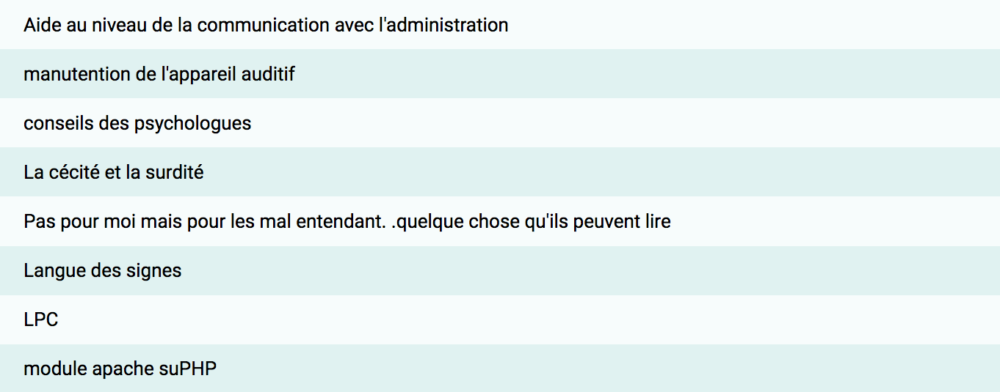 Aide au niveau de la communication avec l'administration
manutention de l'appareil auditif
conseils des psychologues
La cécité et la surdité
Pas pour moi mais pour les mal entendant. .quelque chose qu'ils peuvent lire
Langue des signes
LPC
module apache suPHP